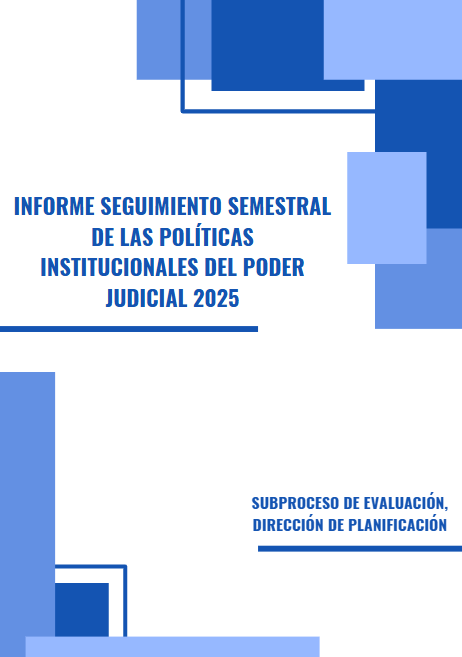 INFORME SEGUIMIENTO SEMESTRAL
DE LAS POLÍTICAS
INSTITUCIONALES DEL PODER
JUDICIAL 2025
SUBPROCESO DE EVALUACIÓN,
DIRECCIÓN DE PLANIFICACIÓN